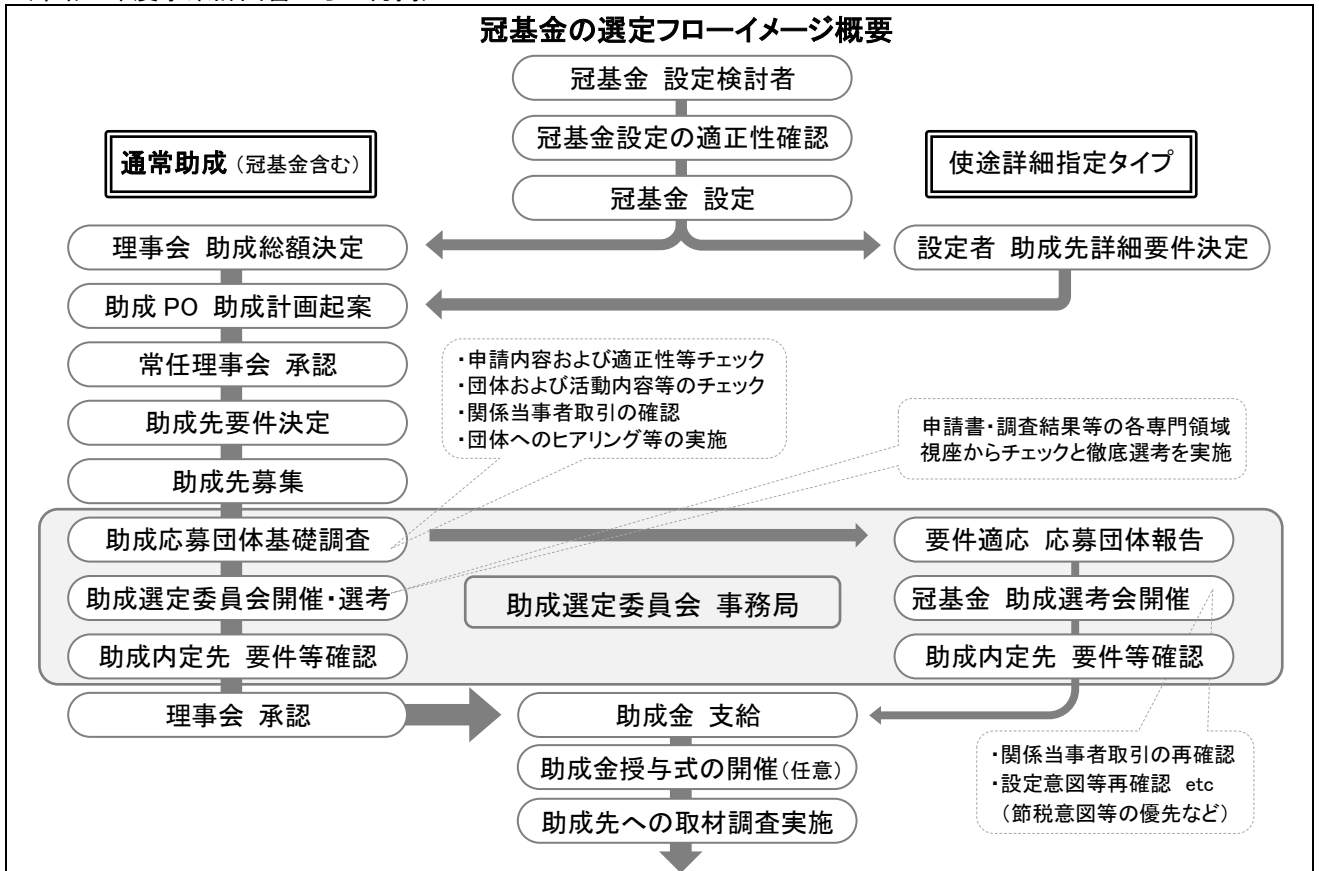 冠基金の選定フローイメージ概要
冠基金 設定検討者
冠基金設定の適正性確認
冠基金 設定
通常助成（冠基金含む）
使途詳細指定タイプ
理事会 助成総額決定
設定者 助成先詳細要件決定
助成 PO 助成計画起案
常任理事会 承認
助成先要件決定
助成先募集
・申請内容および適正性等チェック
・団体および活動内容等のチェック
・関係当事者取引の確認
・団体へのヒアリング等の実施
申請書・調査結果等の各専門領域
視座からチェックと徹底選考を実施
助成応募団体基礎調査
要件適応 応募団体報告
助成選定委員会開催・選考
助成選定委員会 事務局
冠基金 助成選考会開催
助成内定先 要件等確認
助成内定先 要件等確認
理事会 承認
助成金 支給
助成金授与式の開催（任意）
助成先への取材調査実施
・関係当事者取引の再確認
・設定意図等再確認 etc
（節税意図等の優先など）